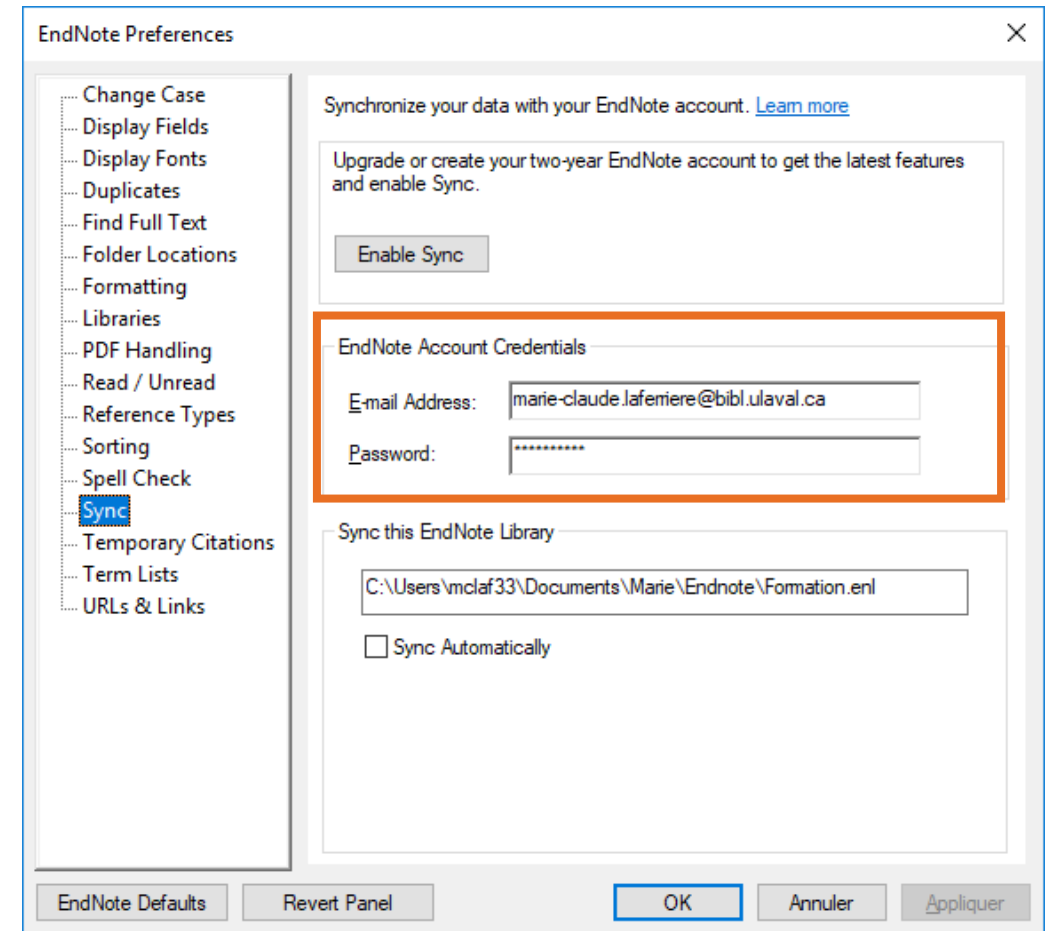 EndNote Preferences
Change Case
Display Fields
Display Fonts
Duplicates
Find Full Text
Folder Locations
Formatting
Libraries
PDF Handling
Read / Unread
Reference Types
Sorting
Spell Check
Sync
Temporary Citations
Term Lists
URLs & Links
Synchronize your data with your EndNote account. Learn more
Upgrade or create your two-year EndNote account to get the latest features
and enable Sync.
Enable Sync
EndNote Account Credentials
E-mail Address: marie-claude.laferriere@bibl.ulaval.ca
Password: **********
Sync this EndNote Library
C:\Users\mclaf33\Documents\Marie\Endnote\Formation.enl
Sync Automatically
EndNote Defaults Revert Panel OK Annuler Appliquer